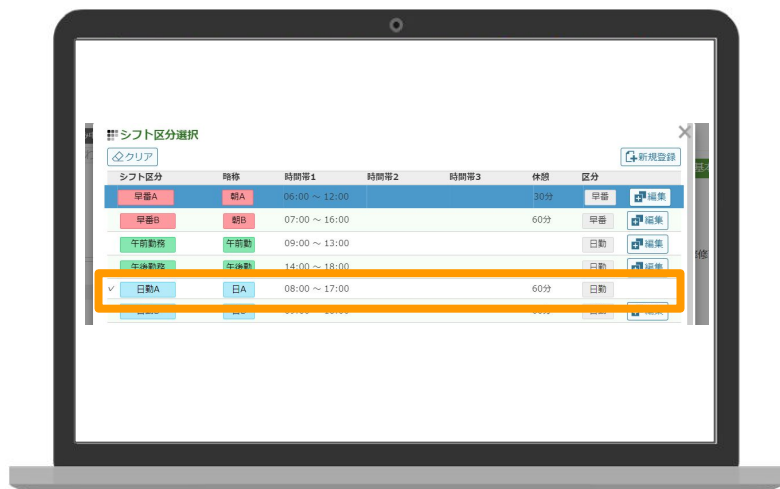 シフト区分選択
クリア 新規登録
シフト区分 略称 時間帯1 時間帯2 時間帯3 休憩 区分
早番A 朝A 06:00 ～ 12:00 30分 早番 編集
早番B 朝B 07:00 ～ 16:00 60分 早番 編集
午前勤務 午前勤 09:00 ～ 13:00 日勤 編集
午後勤務 午後勤 14:00 ～ 18:00 日勤 編集
日勤A 日A 08:00 ～ 17:00 60分 日勤
編集